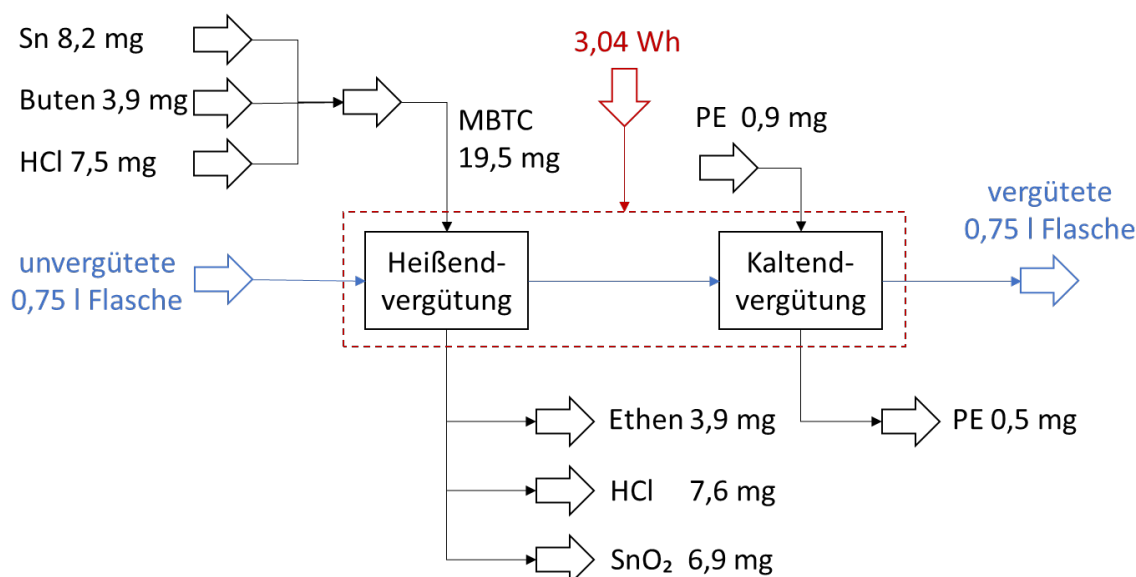 Sn 8,2 mg
Buten 3,9 mg
HCl 7,5 mg
MBTC
19,5 mg
3,04 Wh
PE 0,9 mg
unvergütete
0,75 l Flasche
Heißend-
vergütung
Kaltend-
vergütung
vergütete
0,75 l Flasche
Ethen 3,9 mg
HCl 7,6 mg
SnO₂ 6,9 mg
PE 0,5 mg